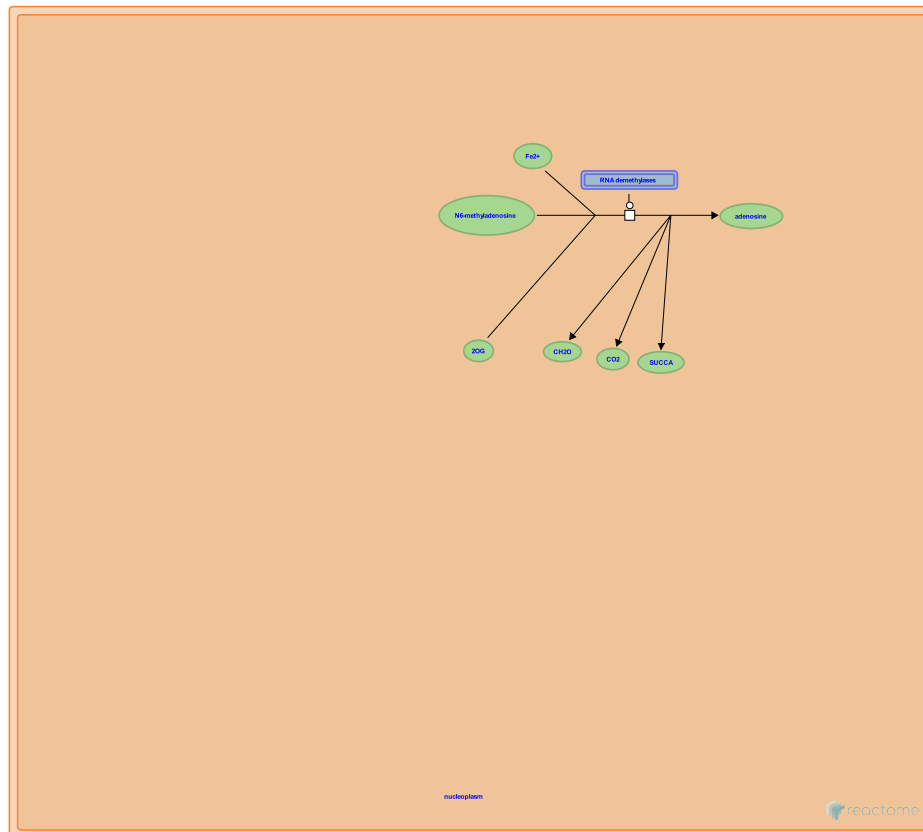 Fe2+
RNA demethylases
N6-methyladenosine
adenosine
2OG
CH2O
CO2
SUCCA
nucleoplasm
reactome